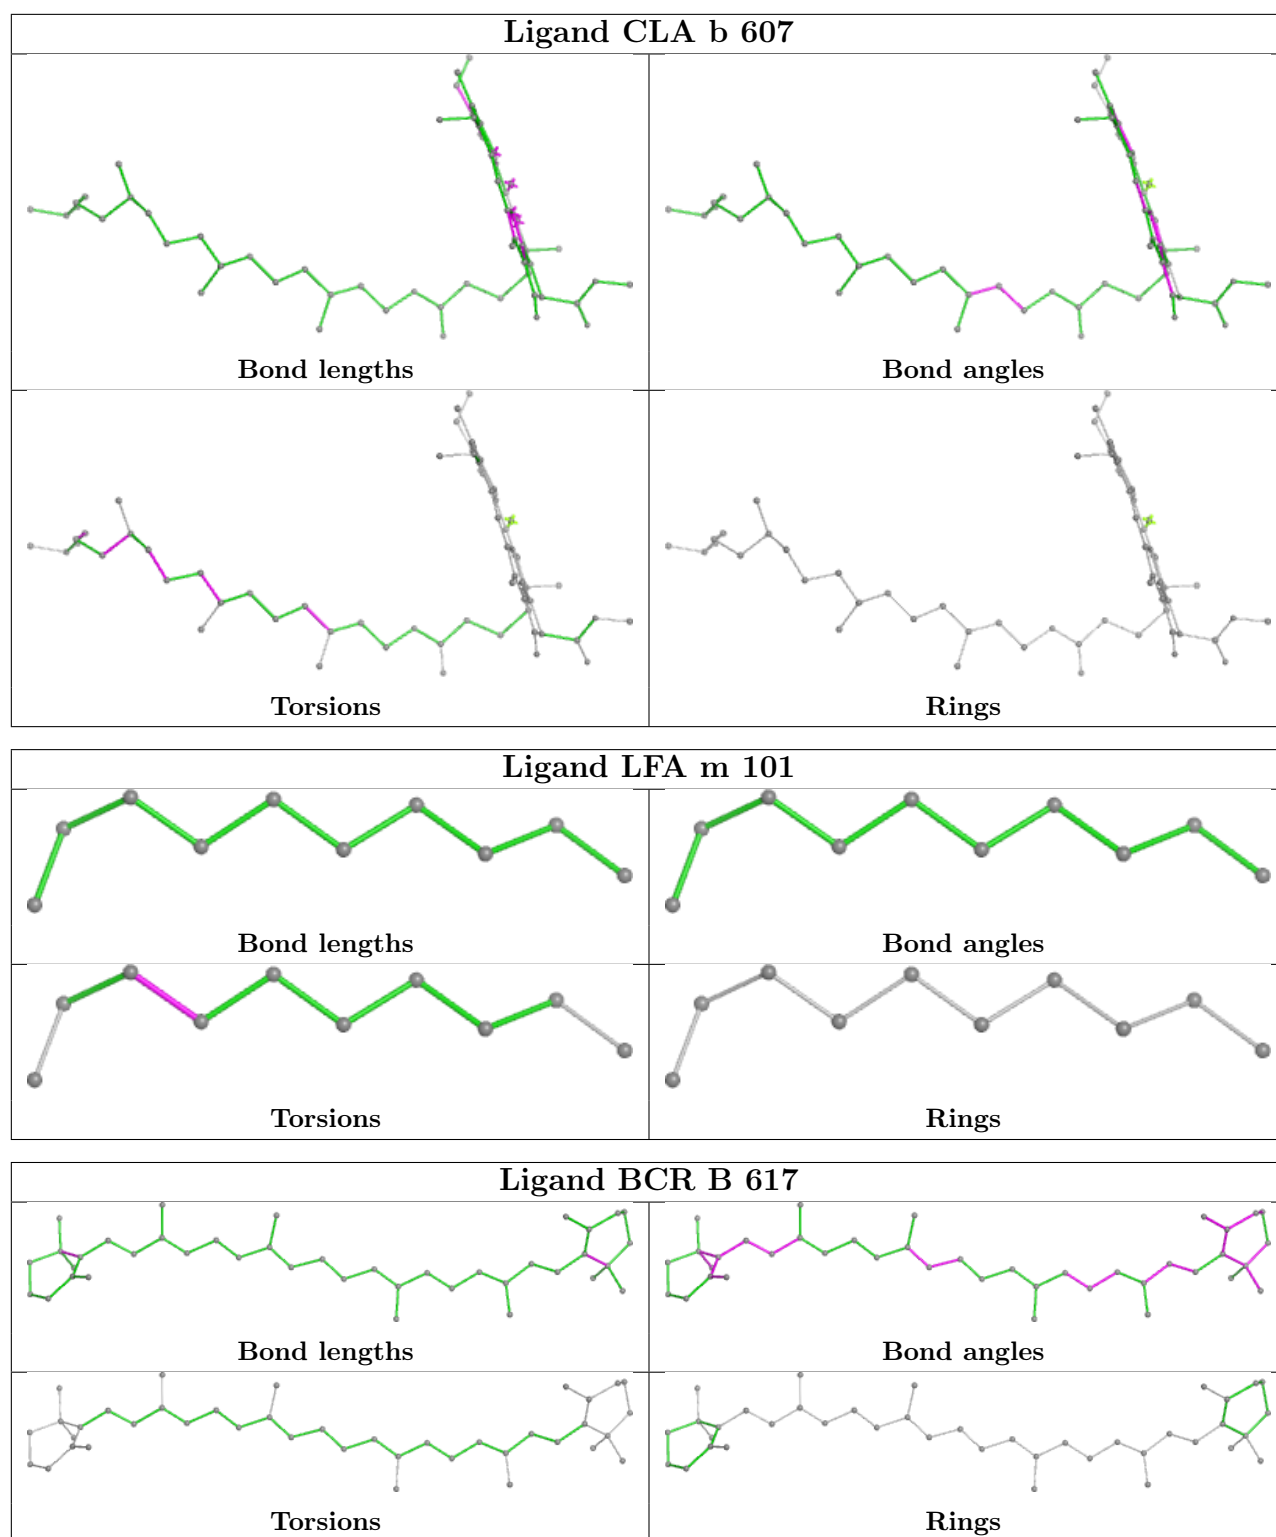 Ligand CLA b 607
Bond lengths
Bond angles
Torsions
Rings
Ligand LFA m 101
Bond lengths
Bond angles
Torsions
Rings
Ligand BCR B 617
Bond lengths
Bond angles
Torsions
Rings